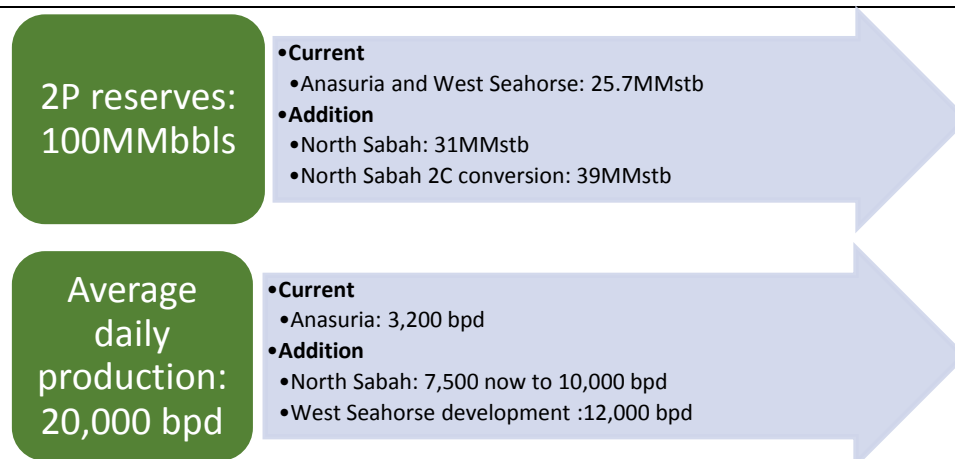 2P reserves:
100MMbbls
•Current
•Anasuria and West Seahorse: 25.7MMstb
•Addition
•North Sabah: 31MMstb
•North Sabah 2C conversion: 39MMstb
Average
daily
production:
20,000 bpd
•Current
•Anasuria: 3,200 bpd
•Addition
•North Sabah: 7,500 now to 10,000 bpd
•West Seahorse development :12,000 bpd